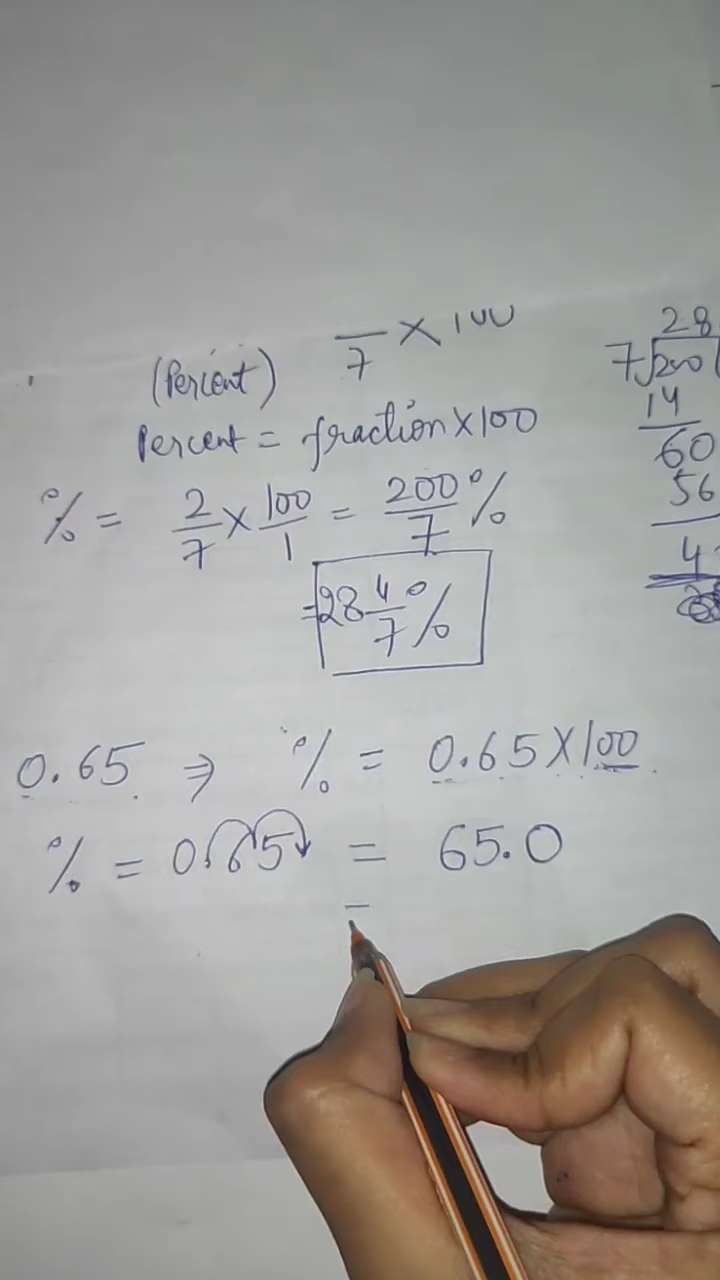 7 × 100
(Percent)
Percent = fraction × 100
% = 2/7 × 100/1 = 200/7 %
= 28 4/7 %
0.65 ⇒ % = 0.65 × 100
% = 0.65 = 65.0
28
7√200(
14
60
56
4